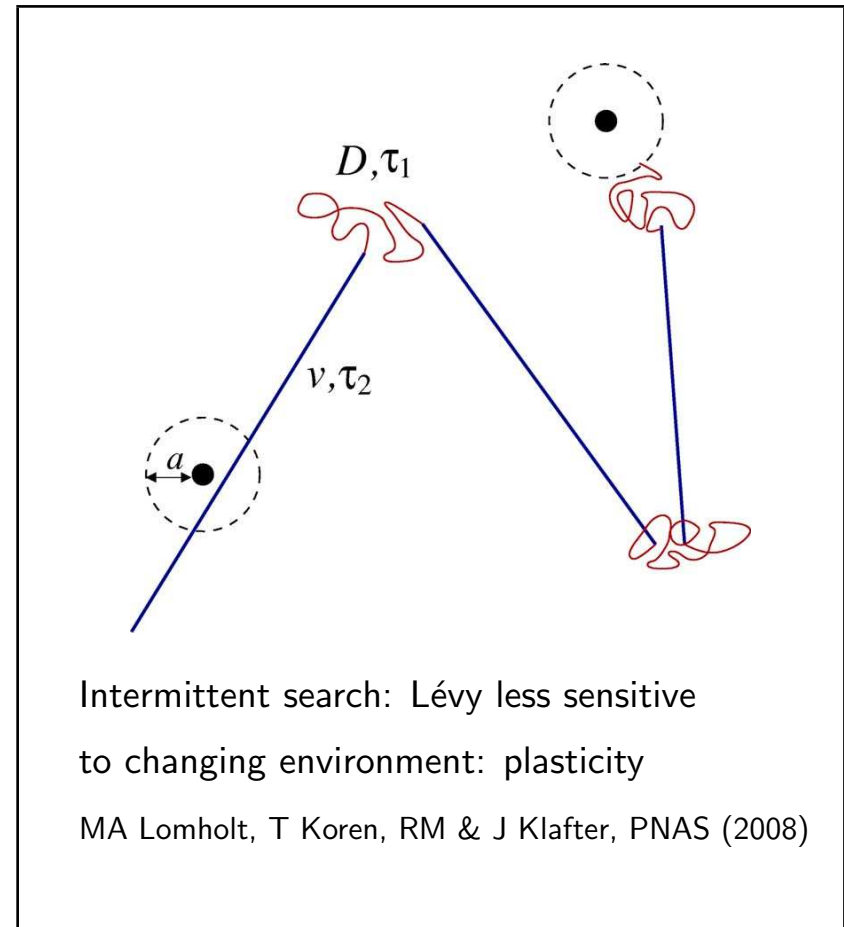 D,τ₁
v,τ₂
a
Intermittent search: Lévy less sensitive
to changing environment: plasticity
MA Lomholt, T Koren, RM & J Klafter, PNAS (2008)